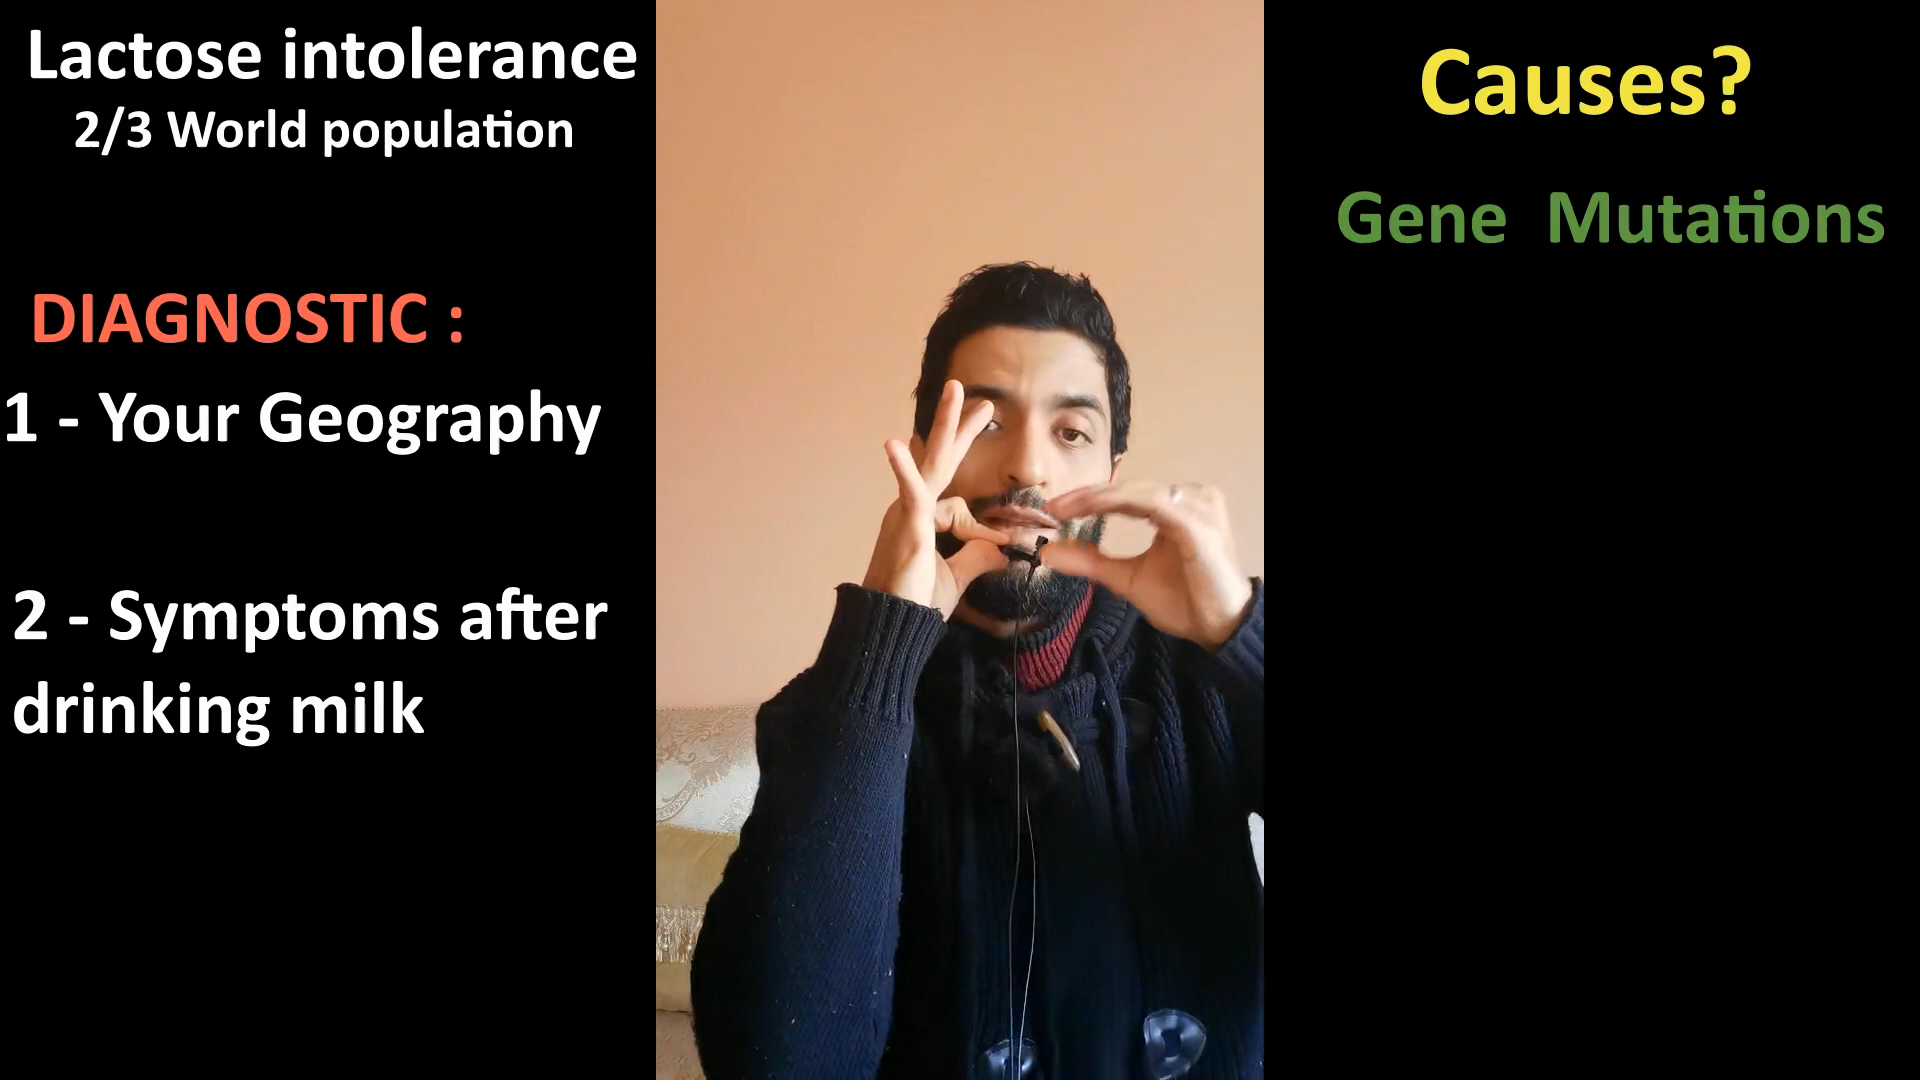 Lactose intolerance
2/3 World population
DIAGNOSTIC :
1 - Your Geography
2 - Symptoms after
drinking milk
Causes?
Gene Mutations